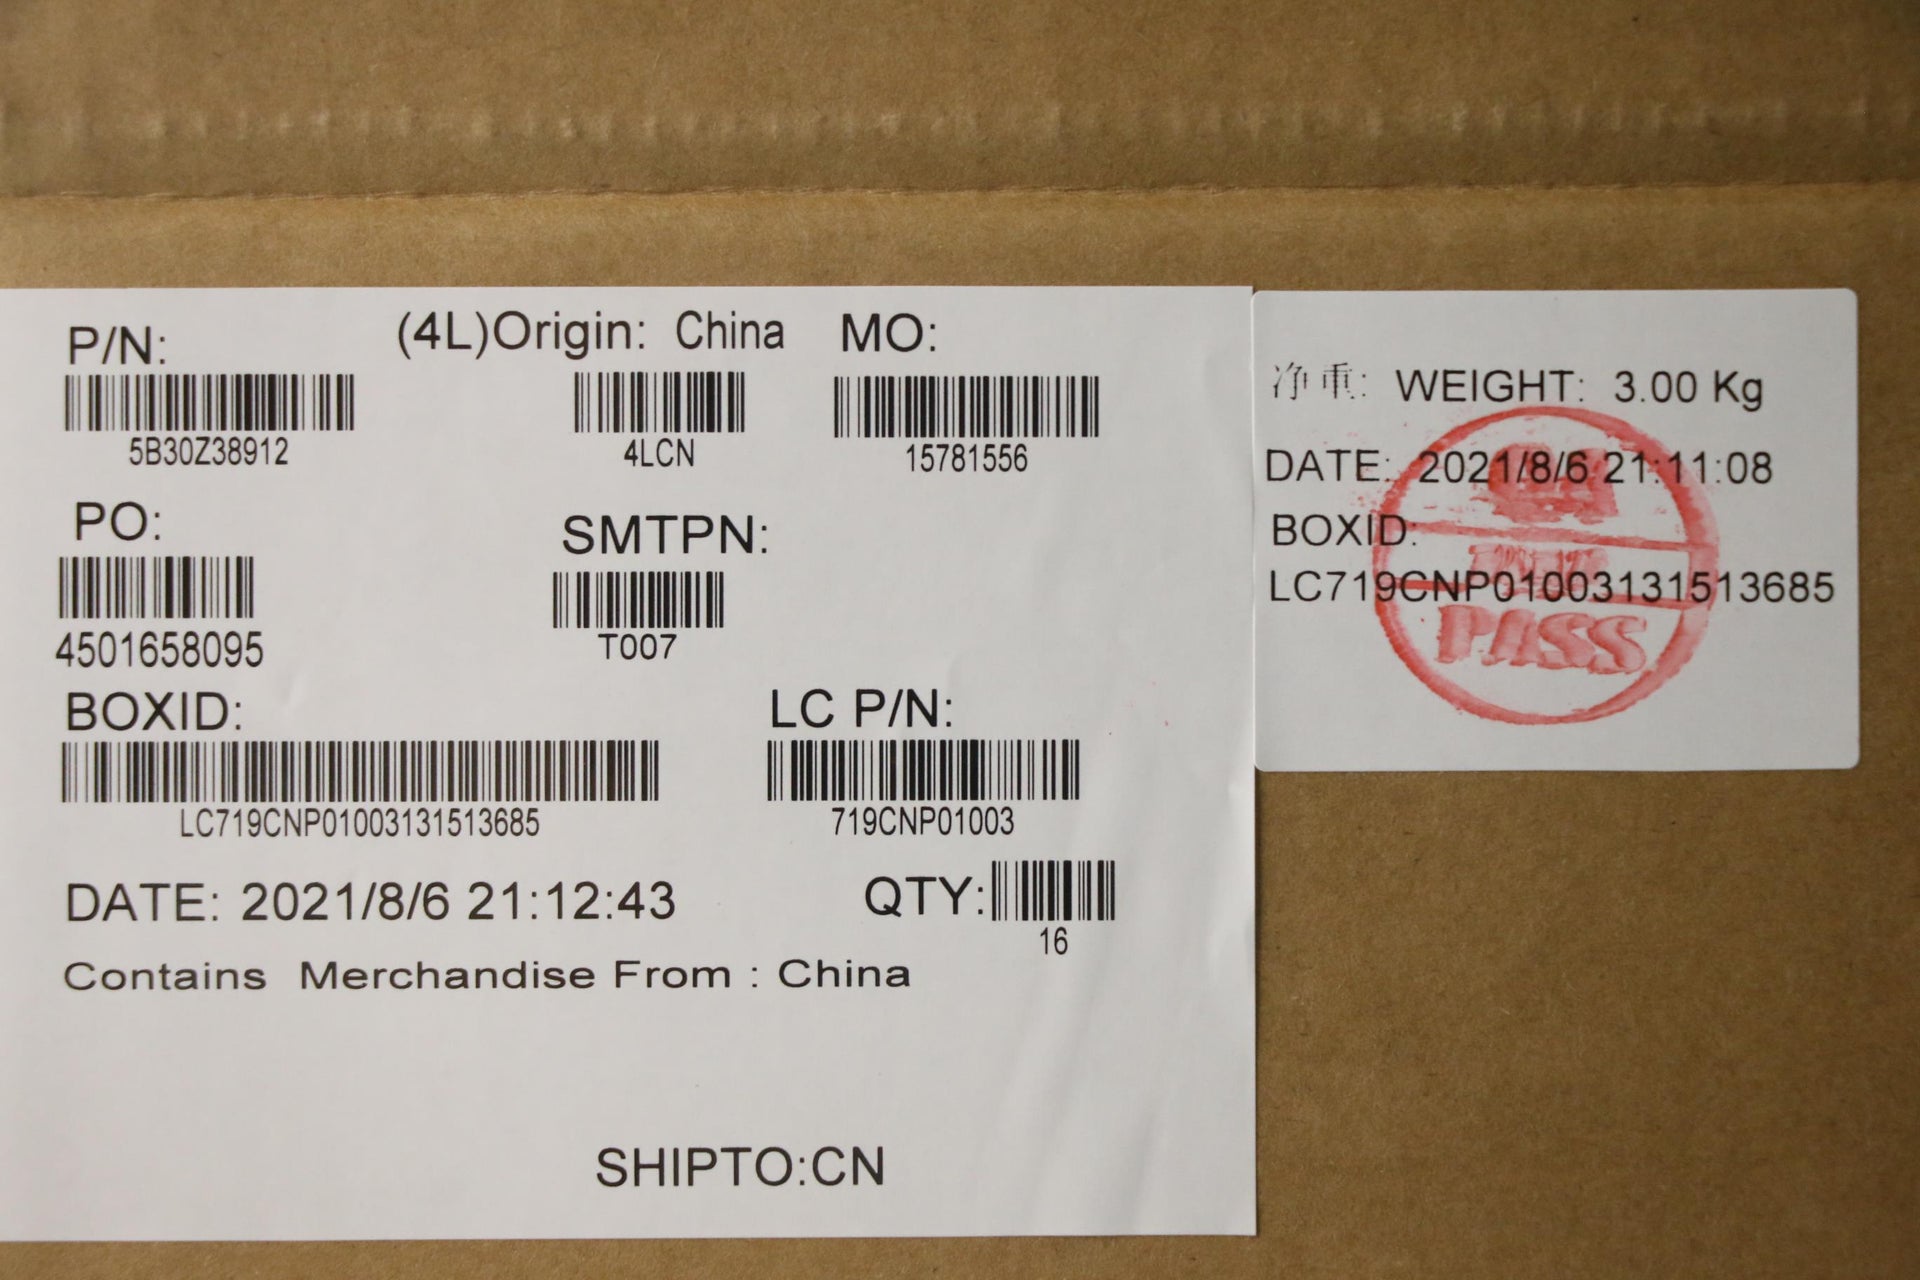 P/N:
(4L)Origin: China
MO:
5B30Z38912
4LCN
15781556
PO:
SMTPN:
4501658095
T007
BOXID:
LC P/N:
LC719CNP01003131513685
719CNP01003
DATE: 2021/8/6 21:12:43
QTY:
16
Contains Merchandise From : China
SHIPTO:CN
净重: WEIGHT: 3.00 Kg
DATE: 2021/8/6 21:11:08
BOXID:
LC719CNP01003131513685
PASS